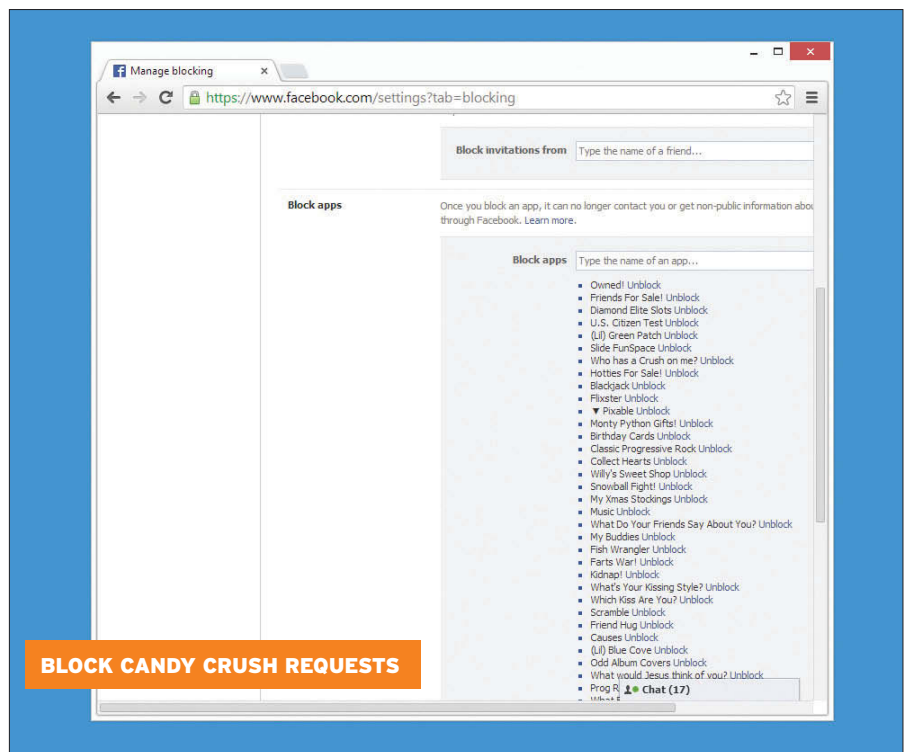 Manage blocking
https://www.facebook.com/settings?tab=blocking
Block invitations from Type the name of a friend...
Block apps Once you block an app, it can no longer contact you or get non-public information
through Facebook. Learn more.
Block apps Type the name of an app...
Owned! Unblock
Friends For Sale! Unblock
Diamond Elite Slots Unblock
U.S. Citizen Test Unblock
(Lil) Green Patch Unblock
Slide FunSpace Unblock
Who has a Crush on me? Unblock
Hotties For Sale! Unblock
Blackjack Unblock
Flixster Unblock
▼ Pixable Unblock
Monty Python Gifts! Unblock
Birthday Cards Unblock
Classic Progressive Rock Unblock
Collect Hearts Unblock
Willy's Sweet Shop Unblock
Snowball Fight! Unblock
My Xmas Stockings Unblock
Music Unblock
What Do Your Friends Say About You? Unblock
My Buddies Unblock
Fish Wrangler Unblock
Farts War! Unblock
Kidnap! Unblock
What's Your Kissing Style? Unblock
Which Kiss Are You? Unblock
Scramble Unblock
Friend Hug Unblock
Causes Unblock
(Lil) Blue Cove Unblock
Odd Album Covers Unblock
What would Jesus think of you? Unblock
Prog
Chat (17)
BLOCK CANDY CRUSH REQUESTS